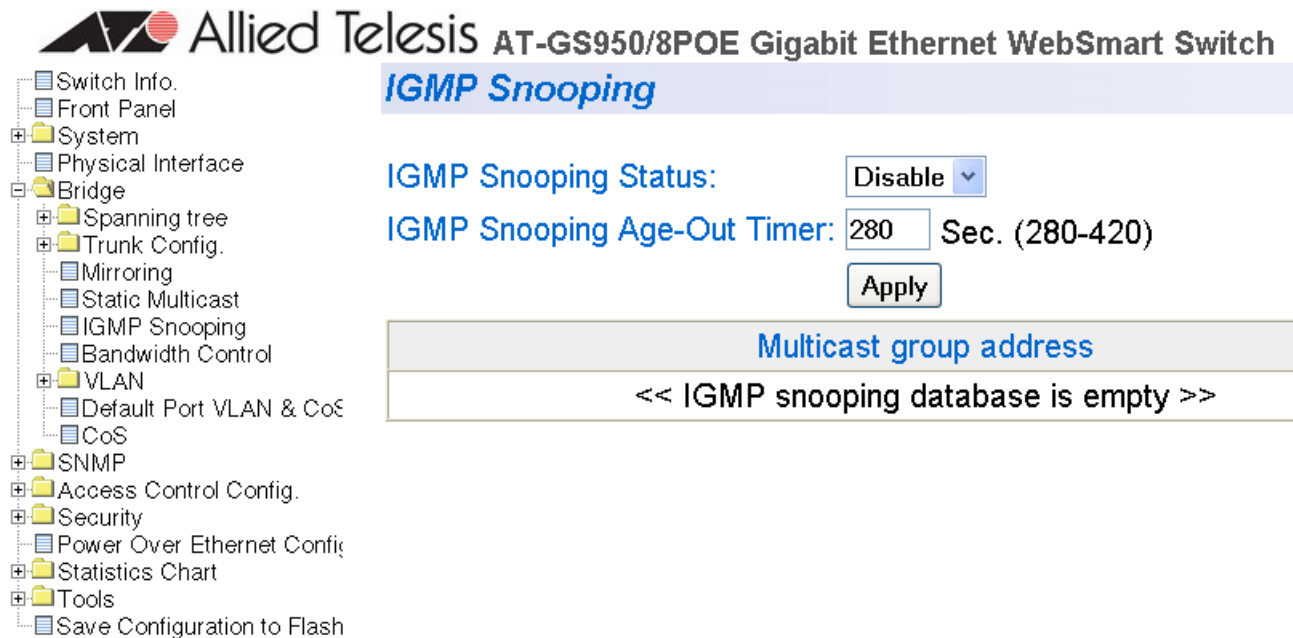 Allied Telesis AT-GS950/8POE Gigabit Ethernet WebSmart Switch
Switch Info.
Front Panel
System
Physical Interface
Bridge
Spanning tree
Trunk Config.
Mirroring
Static Multicast
IGMP Snooping
Bandwidth Control
VLAN
Default Port VLAN & CoS
CoS
SNMP
Access Control Config.
Security
Power Over Ethernet Config
Statistics Chart
Tools
Save Configuration to Flash
IGMP Snooping
IGMP Snooping Status: Disable
IGMP Snooping Age-Out Timer: 280 Sec. (280-420)
Apply
Multicast group address
<< IGMP snooping database is empty >>